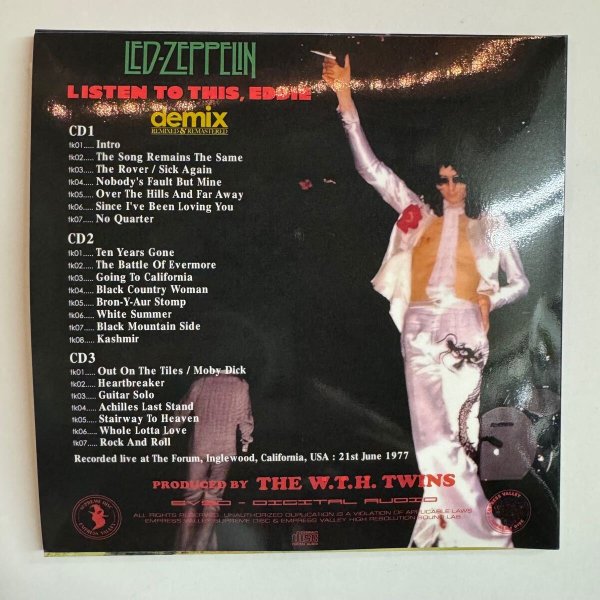 LED-ZEPPELIN
LISTEN TO THIS, EDDIE
demix
REMIXED & REMASTERED
CD1
tk01..... Intro
tk02..... The Song Remains The Same
tk03..... The Rover / Sick Again
tk04..... Nobody's Fault But Mine
tk05..... Over The Hills And Far Away
tk06..... Since I've Been Loving You
tk07..... No Quarter
CD2
tk01..... Ten Years Gone
tk02..... The Battle Of Evermore
tk03..... Going To California
tk04..... Black Country Woman
tk05..... Bron-Y-Aur Stomp
tk06..... White Summer
tk07..... Black Mountain Side
tk08..... Kashmir
CD3
tk01..... Out On The Tiles / Moby Dick
tk02..... Heartbreaker
tk03..... Guitar Solo
tk04..... Achilles Last Stand
tk05..... Stairway To Heaven
tk06..... Whole Lotta Love
tk07..... Rock And Roll
Recorded live at The Forum, Inglewood, California, USA : 21st June 1977
PRODUCED BY THE W.T.H. TWINS
EVSD - DIGITAL AUDIO
ALL RIGHTS RESERVED. UNAUTHORIZED DUPLICATION IS A VIOLATION OF APPLICABLE LAWS
EMPRESS VALLEY SUPREME DISC & EMPRESS VALLEY HIGH RESOLUTION SOUND LAB.
SUPREME DISC
EMPRESS VALLEY
disc